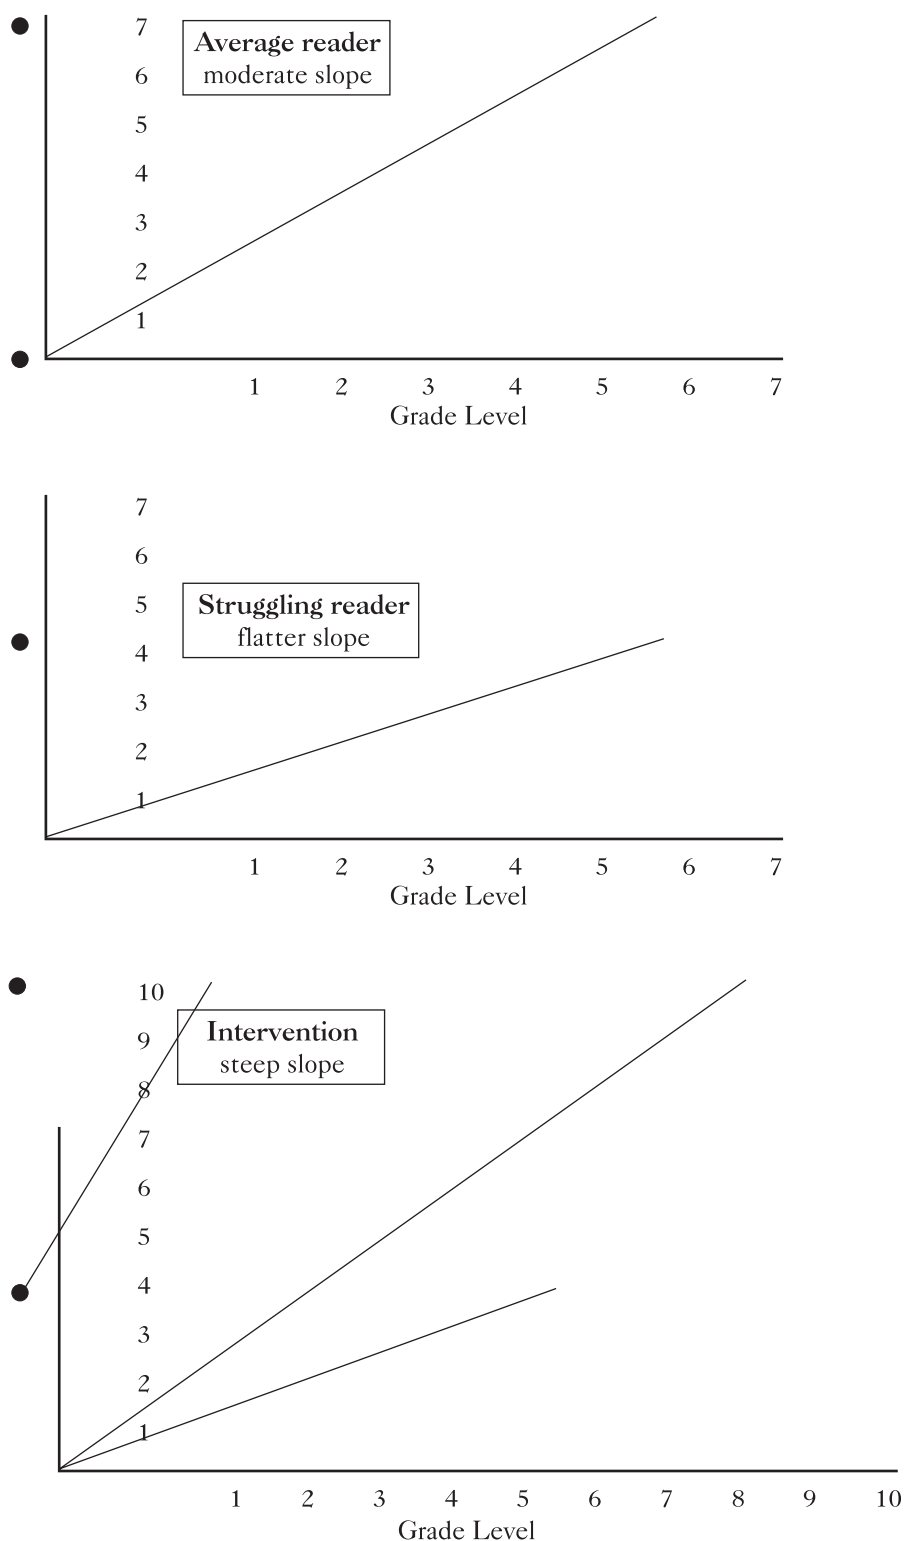 7
Average reader
moderate slope
6
5
4
3
2
1
1 2 3 4 5 6 7
Grade Level
7
6
5
Struggling reader
flatter slope
4
3
2
1
1 2 3 4 5 6 7
Grade Level
10
Intervention
steep slope
9
8
7
6
5
4
3
2
1
1 2 3 4 5 6 7 8 9 10
Grade Level